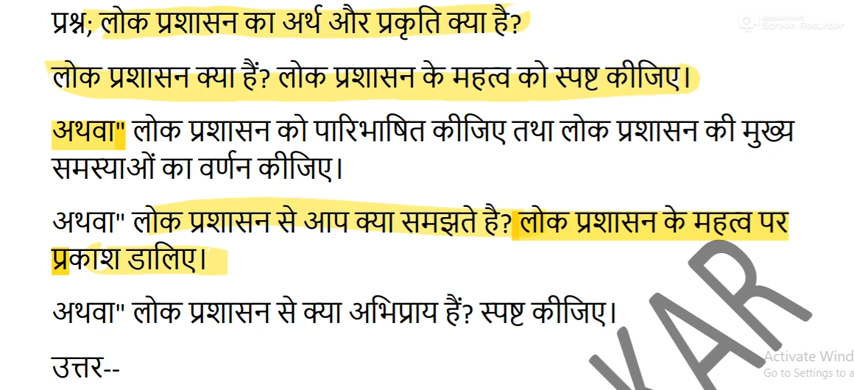 प्रश्न; लोक प्रशासन का अर्थ और प्रकृति क्या है?
लोक प्रशासन क्या हैं? लोक प्रशासन के महत्व को स्पष्ट कीजिए।
अथवा" लोक प्रशासन को पारिभाषित कीजिए तथा लोक प्रशासन की मुख्य
समस्याओं का वर्णन कीजिए।
अथवा" लोक प्रशासन से आप क्या समझते है? लोक प्रशासन के महत्व पर
प्रकाश डालिए।
अथवा" लोक प्रशासन से क्या अभिप्राय हैं? स्पष्ट कीजिए।
उत्तर--
KAR
Activate Wind
Go to Settings to a